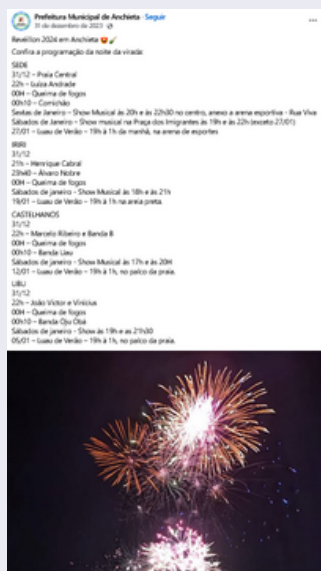 Prefeitura Municipal de Anchieta · Seguir
31 de dezembro de 2023
Reveillon 2024 em Anchieta
Confira a programação da noite da virada:
SEDE
31/12 – Praia Central
22h – Luiza Andrade
00H – Queima de fogos
00h10 – Comichão
Sextas de Janeiro – Show Musical às 20h e às 22h30 no centro, anexo a arena esportiva - Rua Viva
Sábados de Janeiro – Show musical na Praça dos Imigrantes às 19h e às 22h (exceto 27/01)
27/01 – Luau de Verão – 19h à 1h da manhã, na arena de esportes
IRIRI
31/12
21h – Henrique Cabral
23h40 – Álvaro Nobre
00H – Queima de fogos
Sábados de janeiro - Show Musical às 18h e às 21h
19/01 – Luau de Verão – 19h à 1h na areia preta.
CASTELHANOS
31/12
22h – Marcelo Ribeiro e Banda B
00H – Queima de fogos
00h10 – Banda Uau
Sábados de janeiro - Show Musical às 17h e às 20H
12/01 – Luau de Verão – 19h à 1h, no palco da praia.
UBU
31/12
22h – João Victor e Vinicius
00H – Queima de fogos
00h10 – Banda Oju Obá
Sábados de janeiro - Show às 19h e as 21h30
05/01 – Luau de Verão – 19h à 1h, no palco da praia.